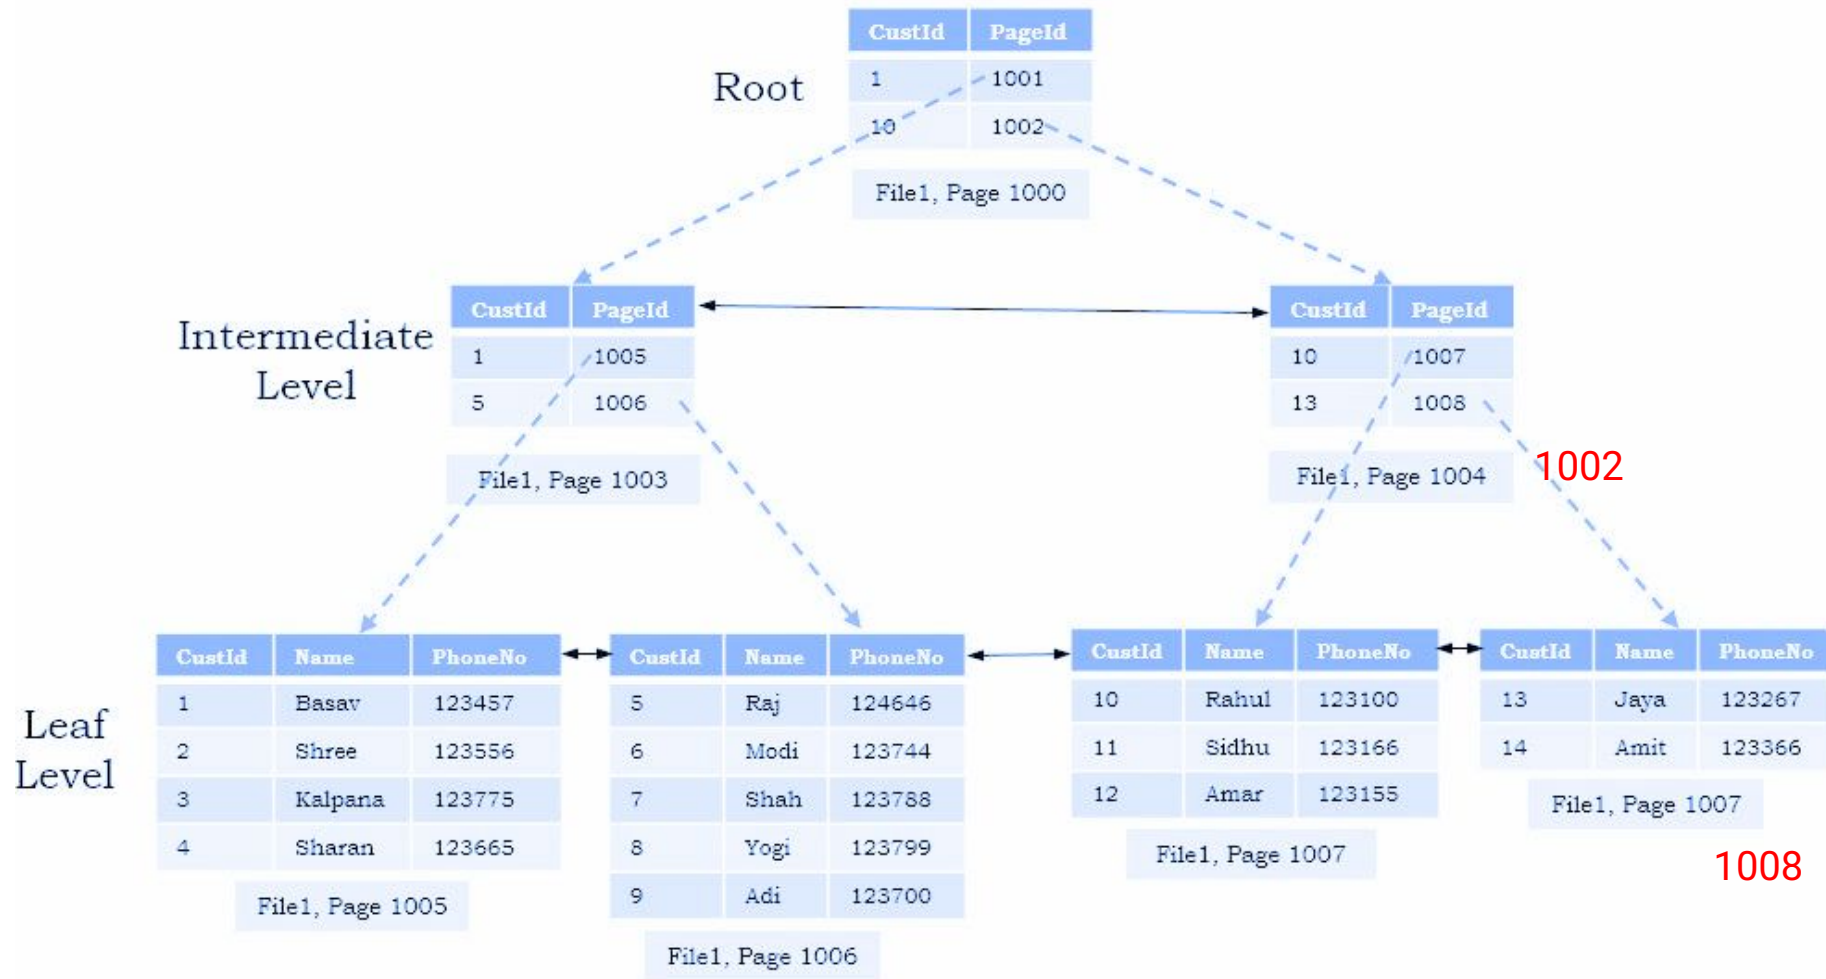 CustId PageId
Root
1 1001
10 1002
File1, Page 1000
Intermediate
Level
CustId PageId
1 1005
5 1006
File1, Page 1003
CustId PageId
10 1007
13 1008
File1, Page 1004
1002
Leaf
Level
CustId Name PhoneNo
1 Basav 123457
2 Shree 123556
3 Kalpana 123775
4 Sharan 123665
File1, Page 1005
CustId Name PhoneNo
5 Raj 124646
6 Modi 123744
7 Shah 123788
8 Yogi 123799
9 Adi 123700
File1, Page 1006
CustId Name PhoneNo
10 Rahul 123100
11 Sidhu 123166
12 Amar 123155
File1, Page 1007
CustId Name PhoneNo
13 Jaya 123267
14 Amit 123366
File1, Page 1007
1008